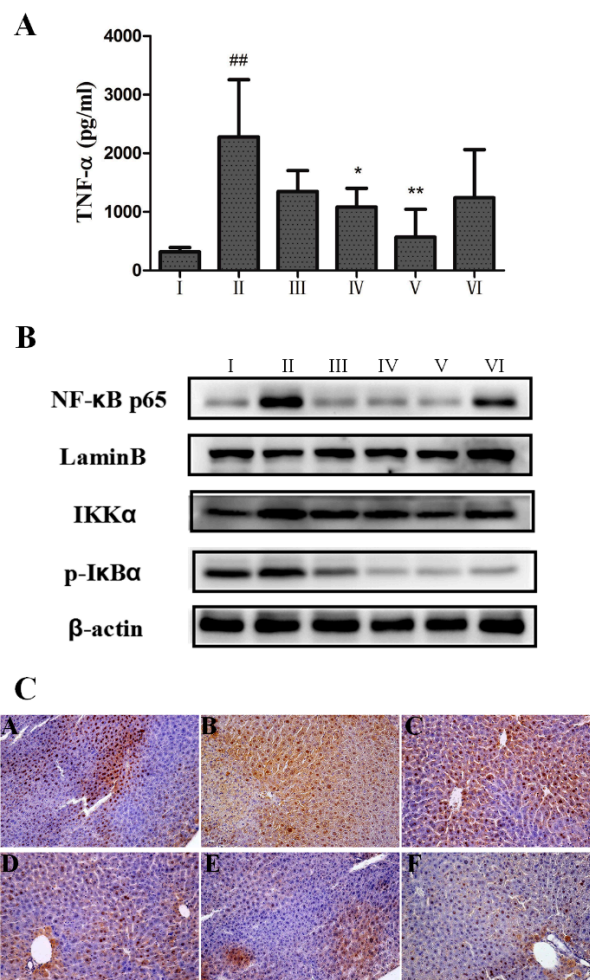 A
TNF-α (pg/ml)
4000
3000
2000
1000
0
##
*
**
I II III IV V VI
B
I II III IV V VI
NF-κB p65
LaminB
IKKα
p-IκBα
β-actin
C
A B C
D E F